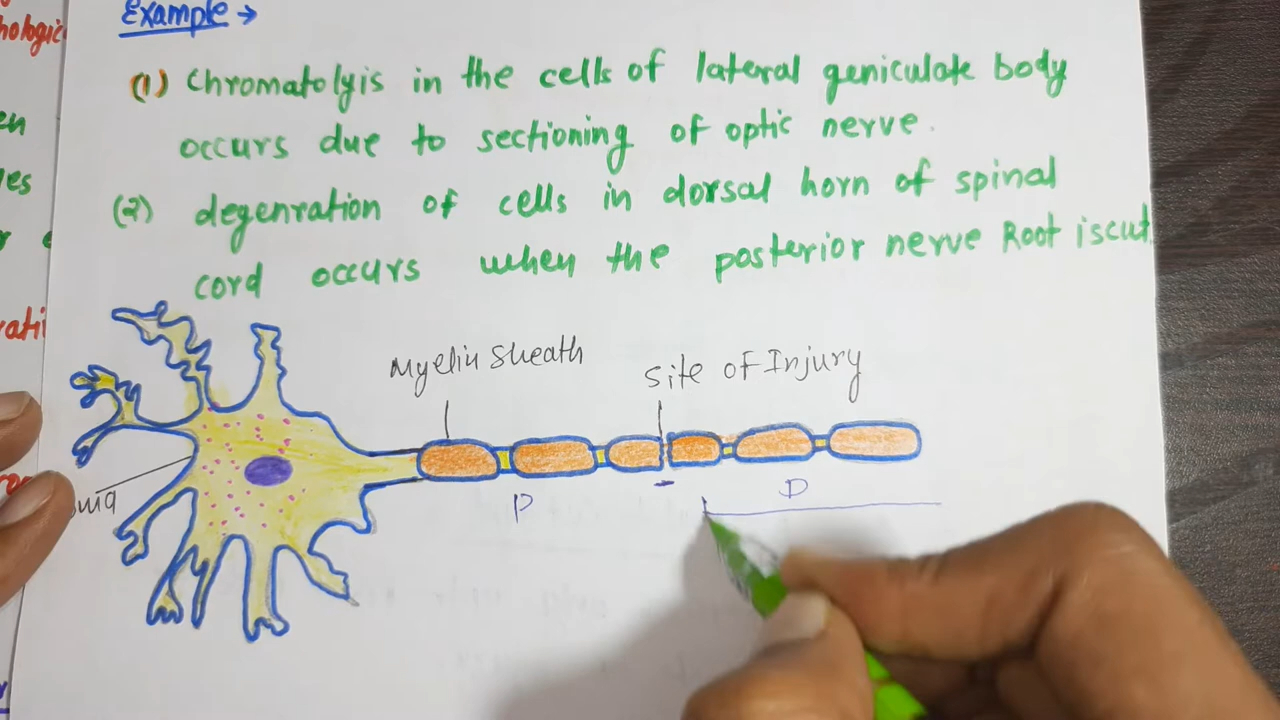 Example →
(1) Chromatolyis in the cells of lateral geniculate body
occurs due to sectioning of optic nerve.
(2) degenration of cells in dorsal horn of spinal
cord occurs when the posterior nerve Root is cut
Myelin Sheath
Site of Injury
P
D